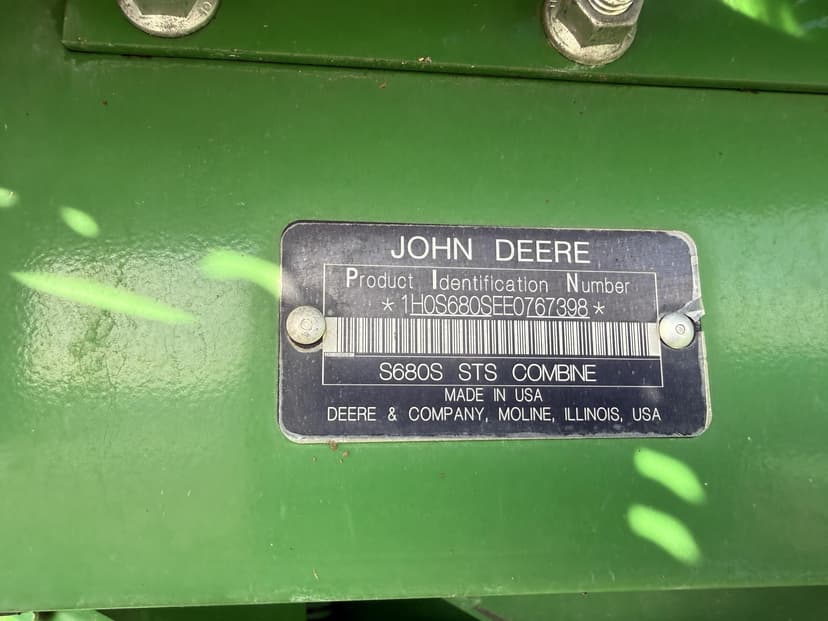 JOHN DEERE
Product Identification Number
*1H0S680SEE0767398*
S680S STS COMBINE
MADE IN USA
DEERE & COMPANY, MOLINE, ILLINOIS, USA